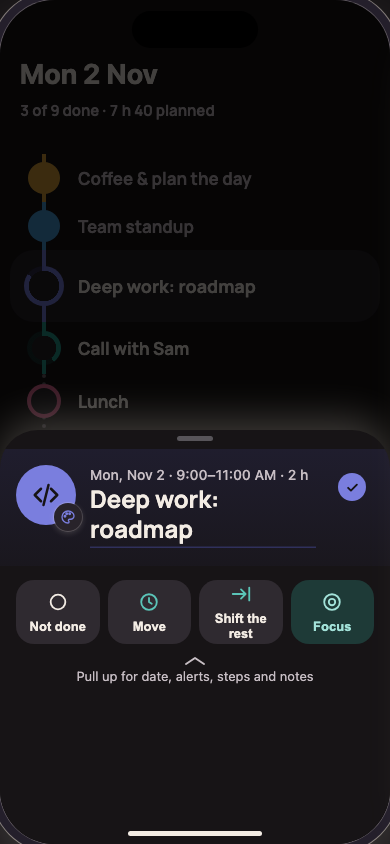 Mon 2 Nov
3 of 9 done · 7 h 40 planned
Coffee & plan the day
Team standup
Deep work: roadmap
Call with Sam
Lunch
Mon, Nov 2 · 9:00–11:00 AM · 2 h
Deep work:
roadmap
Not done
Move
Shift the
rest
Focus
Pull up for date, alerts, steps and notes